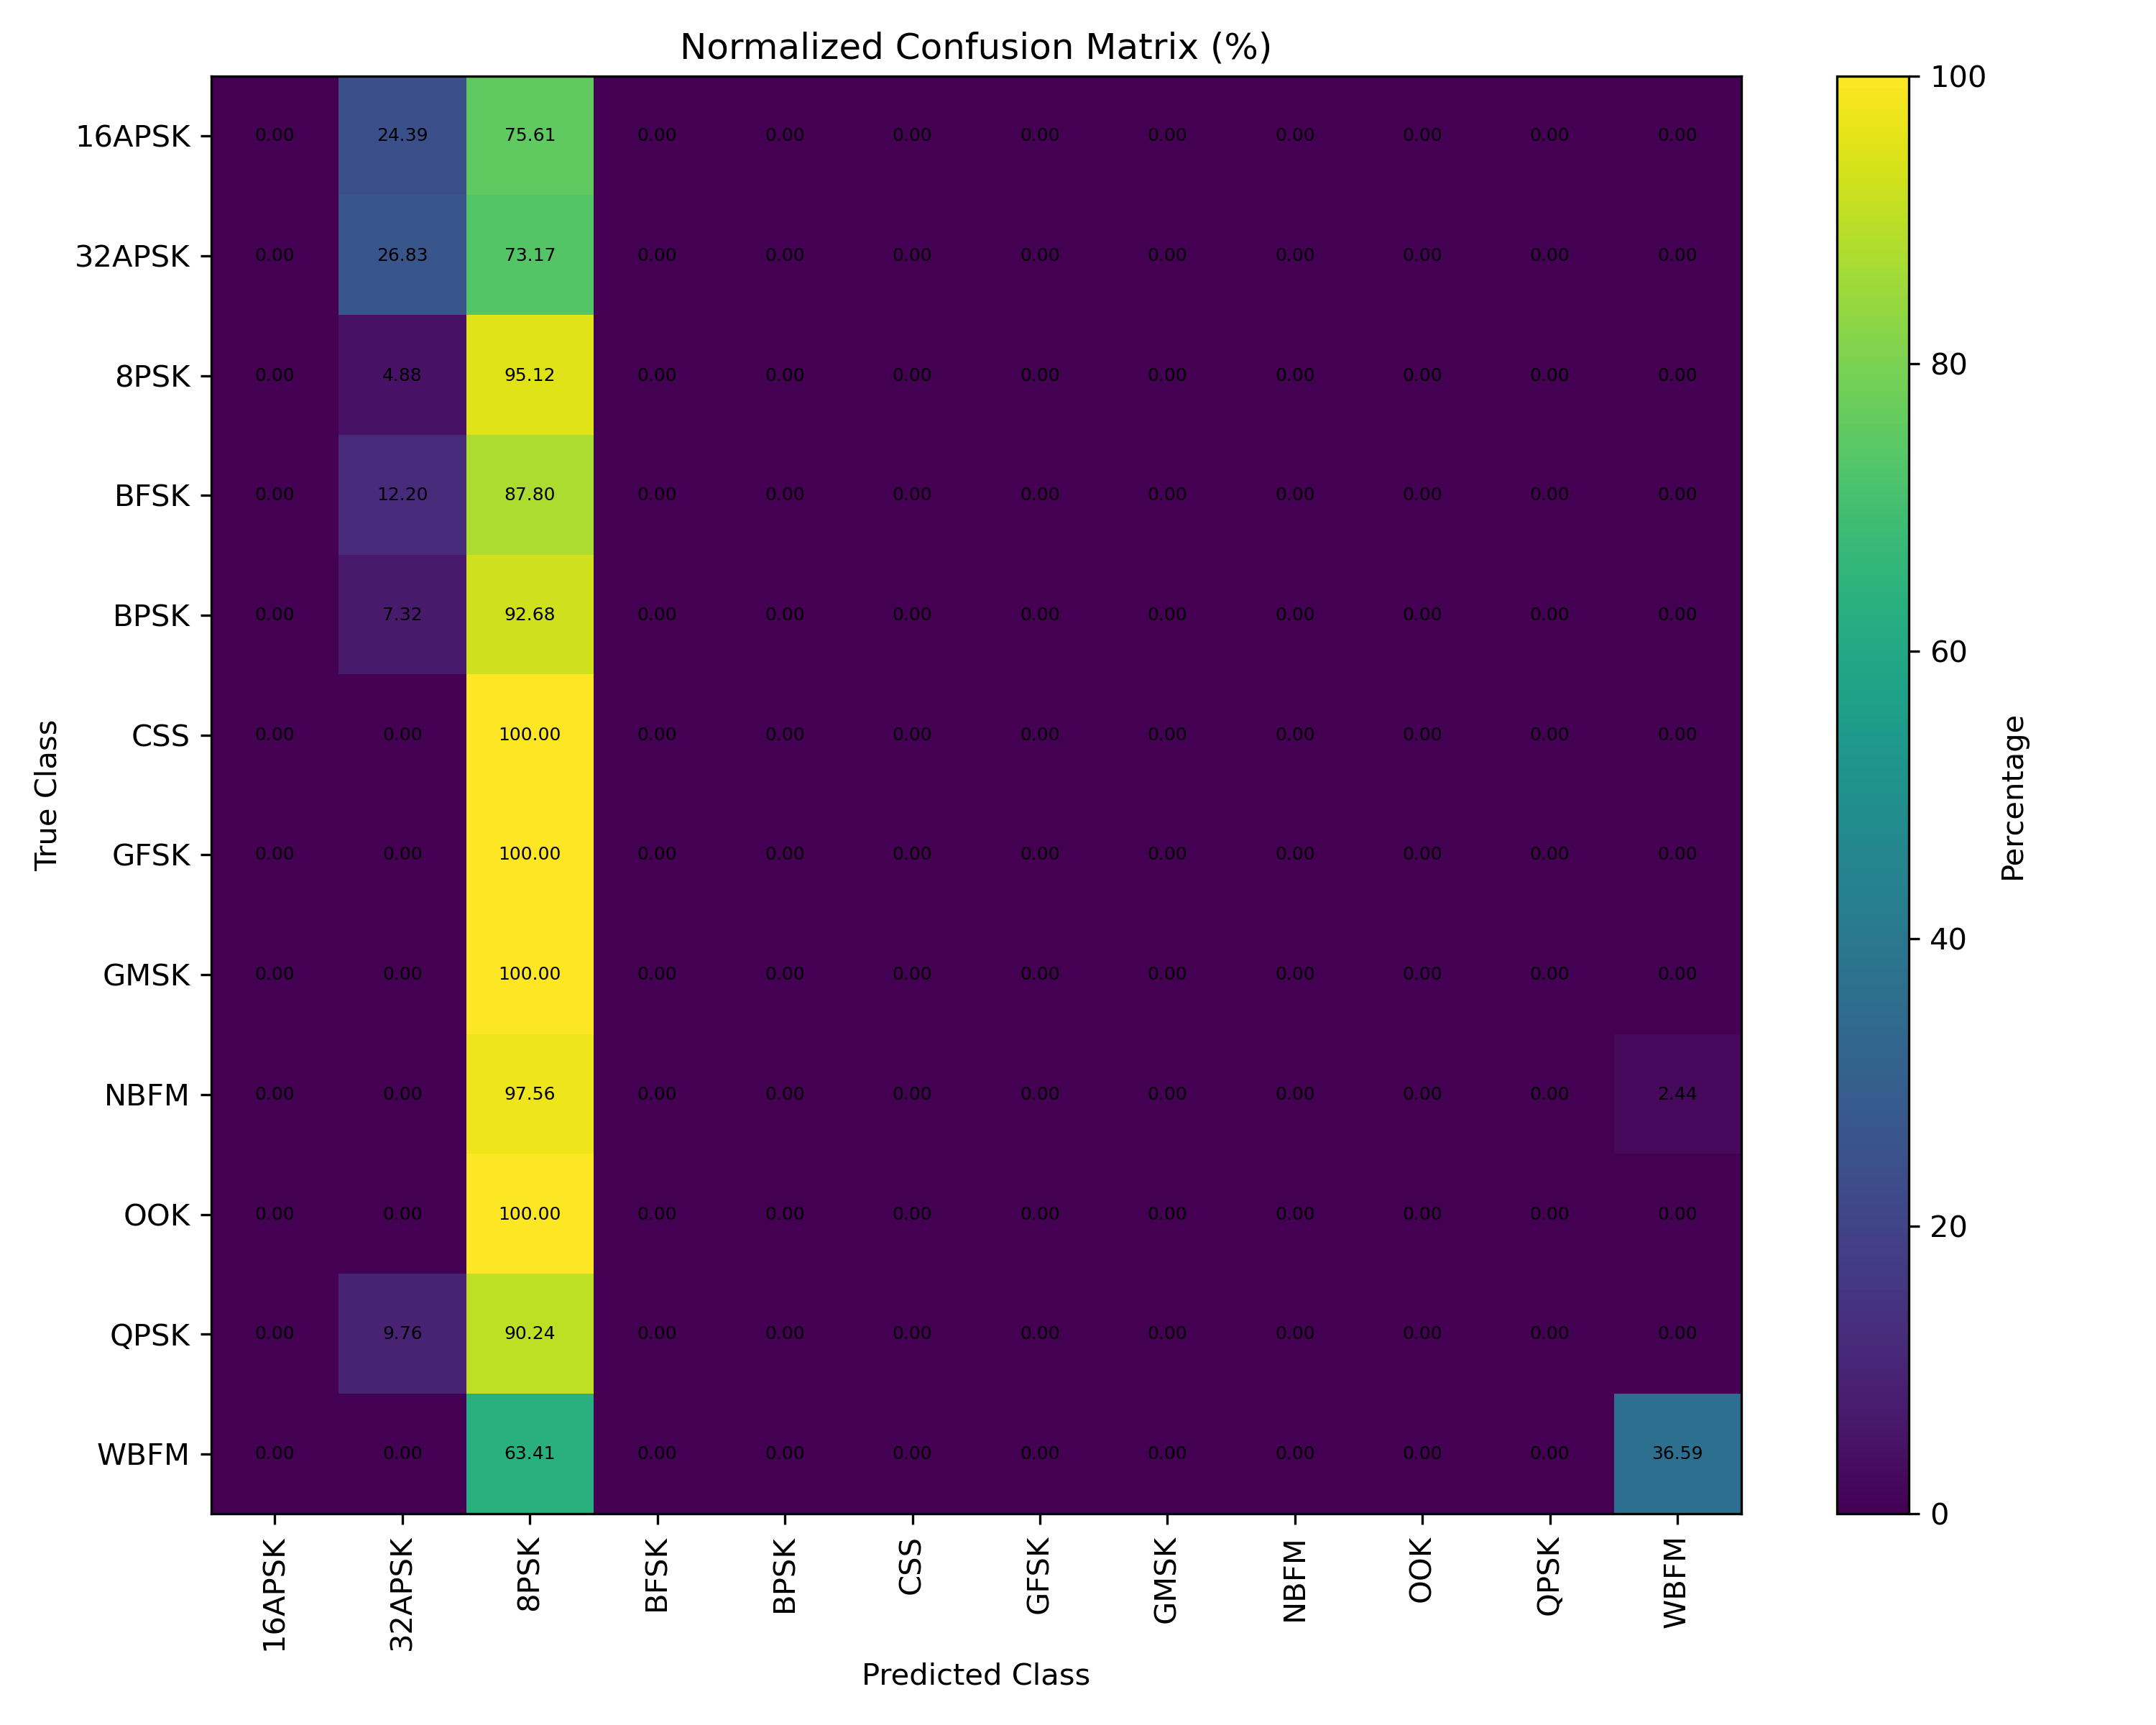 Normalized Confusion Matrix (%)
16APSK 0.00 24.39 75.61 0.00 0.00 0.00 0.00 0.00 0.00 0.00 0.00 0.00
32APSK 0.00 26.83 73.17 0.00 0.00 0.00 0.00 0.00 0.00 0.00 0.00 0.00
8PSK 0.00 4.88 95.12 0.00 0.00 0.00 0.00 0.00 0.00 0.00 0.00 0.00
BFSK 0.00 12.20 87.80 0.00 0.00 0.00 0.00 0.00 0.00 0.00 0.00 0.00
BPSK 0.00 7.32 92.68 0.00 0.00 0.00 0.00 0.00 0.00 0.00 0.00 0.00
CSS 0.00 0.00 100.00 0.00 0.00 0.00 0.00 0.00 0.00 0.00 0.00 0.00
GFSK 0.00 0.00 100.00 0.00 0.00 0.00 0.00 0.00 0.00 0.00 0.00 0.00
GMSK 0.00 0.00 100.00 0.00 0.00 0.00 0.00 0.00 0.00 0.00 0.00 0.00
NBFM 0.00 0.00 97.56 0.00 0.00 0.00 0.00 0.00 0.00 0.00 0.00 2.44
OOK 0.00 0.00 100.00 0.00 0.00 0.00 0.00 0.00 0.00 0.00 0.00 0.00
QPSK 0.00 9.76 90.24 0.00 0.00 0.00 0.00 0.00 0.00 0.00 0.00 0.00
WBFM 0.00 0.00 63.41 0.00 0.00 0.00 0.00 0.00 0.00 0.00 0.00 36.59
16APSK 32APSK 8PSK BFSK BPSK CSS GFSK GMSK NBFM OOK QPSK WBFM
Predicted Class
True Class
100
80
60
40
20
0
Percentage